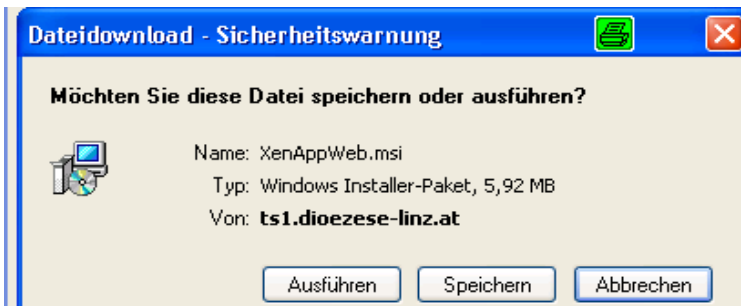 Dateidownload - Sicherheitswarnung
Möchten Sie diese Datei speichern oder ausführen?
Name: XenAppWeb.msi
Typ: Windows Installer-Paket, 5,92 MB
Von: ts1.dioezese-linz.at
Ausführen Speichern Abbrechen